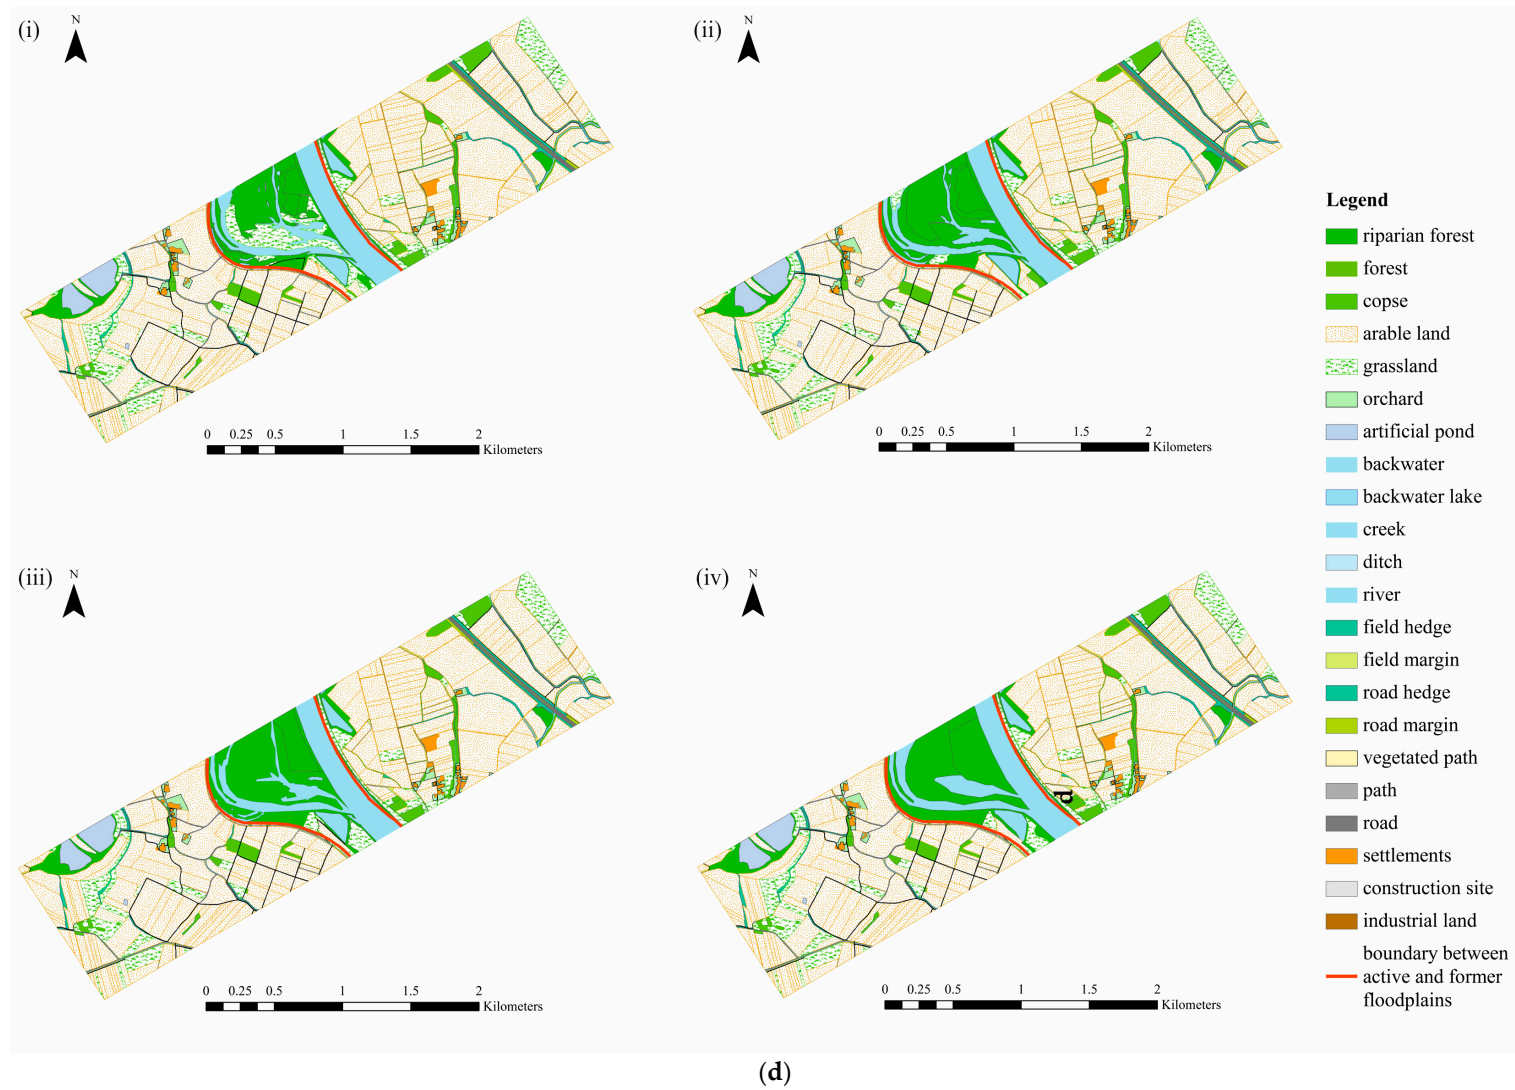 (i)
N
(ii)
N
0 0.25 0.5 1 1.5 2
Kilometers
0 0.25 0.5 1 1.5 2
Kilometers
(iii)
N
(iv)
N
d
0 0.25 0.5 1 1.5 2
Kilometers
0 0.25 0.5 1 1.5 2
Kilometers
Legend
riparian forest
forest
copse
arable land
grassland
orchard
artificial pond
backwater
backwater lake
creek
ditch
river
field hedge
field margin
road hedge
road margin
vegetated path
path
road
settlements
construction site
industrial land
boundary between
active and former
floodplains
(d)